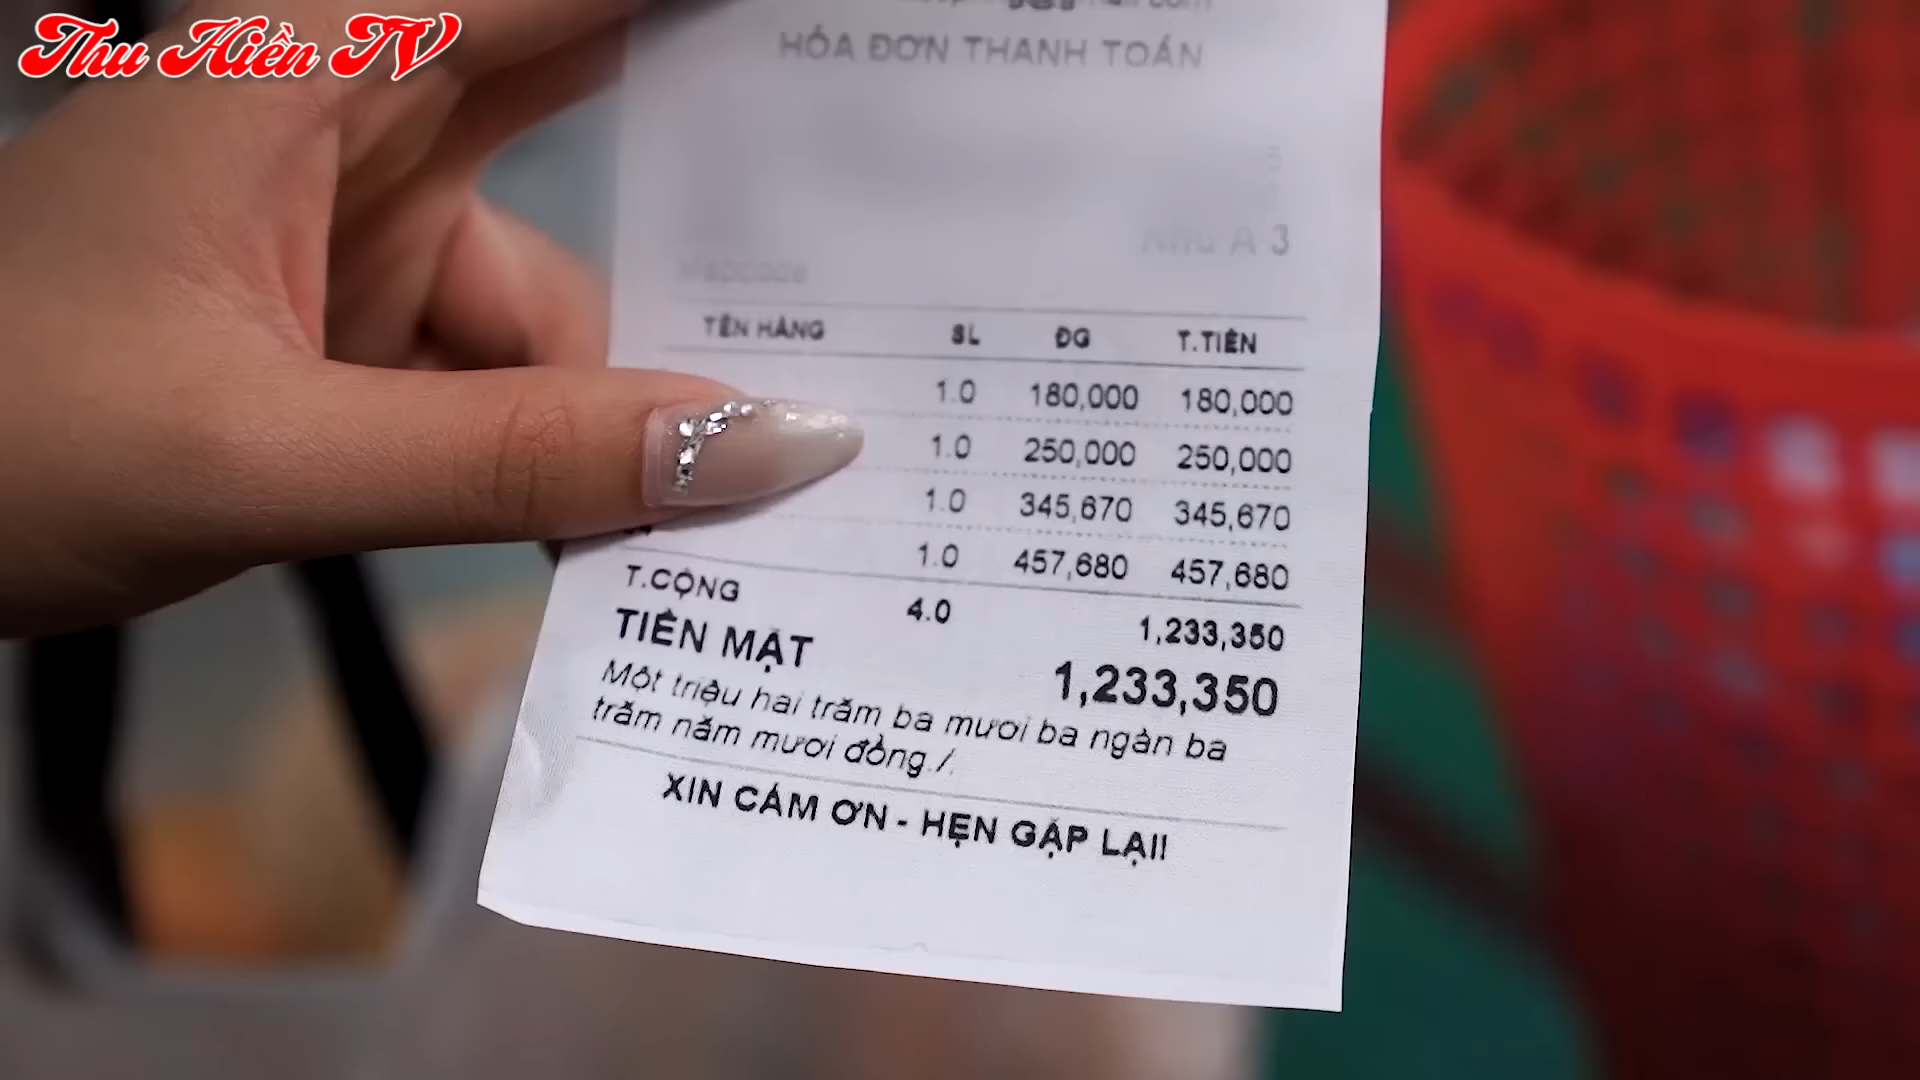 Thu Hiền TV
HÓA ĐƠN THANH TOÁN
Khu A 3
TÊN HÀNG SL ĐG T.TIỀN
1.0 180,000 180,000
1.0 250,000 250,000
1.0 345,670 345,670
1.0 457,680 457,680
T.CỘNG 4.0 1,233,350
TIỀN MẶT 1,233,350
Một triệu hai trăm ba mươi ba ngàn ba
trăm năm mươi đồng./.
XIN CÁM ƠN - HẸN GẶP LẠI!